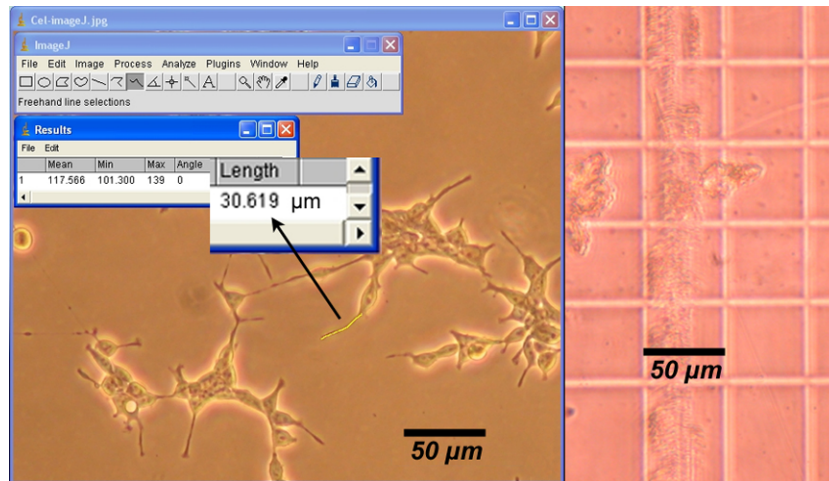 Cel-imageJ.jpg
ImageJ
File Edit Image Process Analyze Plugins Window Help
A
Freehand line selections
Results
File Edit
Mean Min Max Angle
1 117.566 101.300 139 0
Length
30.619 μm
50 μm
50 μm